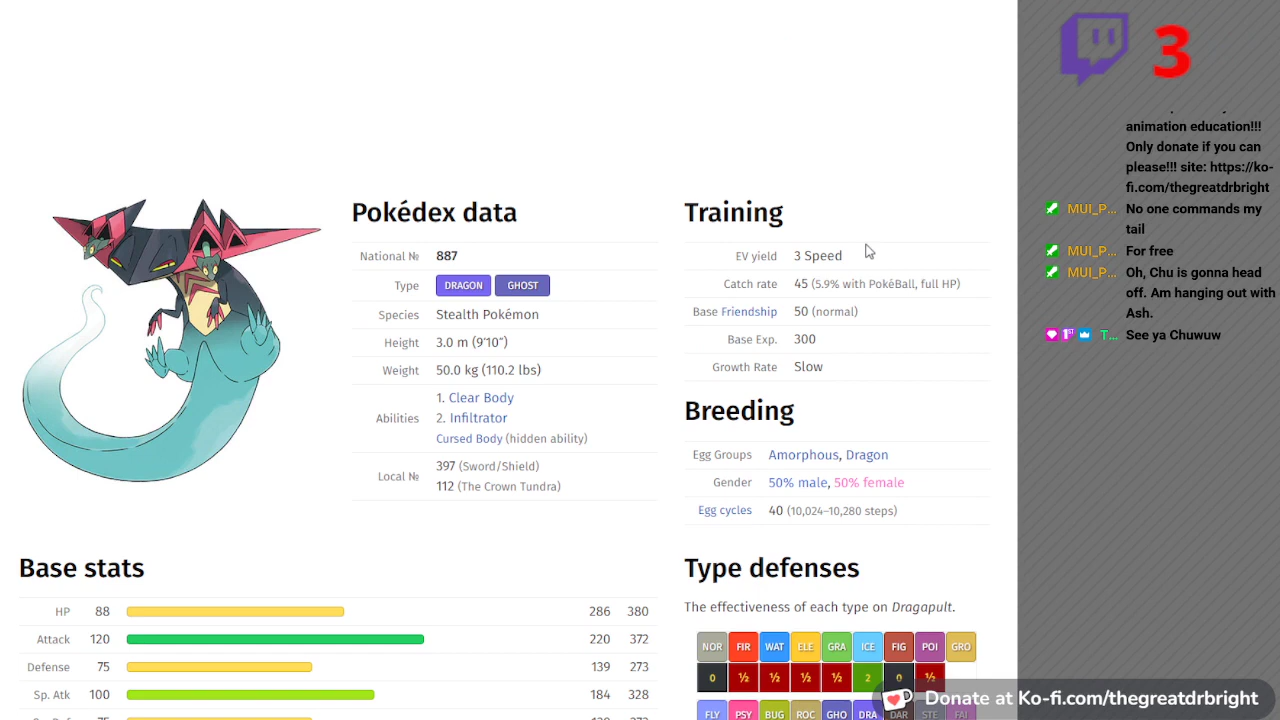 3
animation education!!!
Only donate if you can
please!!! site: https://ko-
fi.com/thegreatdrbright
MUI_P... No one commands my
tail
MUI_P... For free
MUI_P... Oh, Chu is gonna head
off. Am hanging out with
Ash.
1st T... See ya Chuwuw
Pokédex data
National № 887
Type DRAGON GHOST
Species Stealth Pokémon
Height 3.0 m (9′10″)
Weight 50.0 kg (110.2 lbs)
Abilities 1. Clear Body
2. Infiltrator
Cursed Body (hidden ability)
Local № 397 (Sword/Shield)
112 (The Crown Tundra)
Training
EV yield 3 Speed
Catch rate 45 (5.9% with PokéBall, full HP)
Base Friendship 50 (normal)
Base Exp. 300
Growth Rate Slow
Breeding
Egg Groups Amorphous, Dragon
Gender 50% male, 50% female
Egg cycles 40 (10,024–10,280 steps)
Base stats
HP 88 286 380
Attack 120 220 372
Defense 75 139 273
Sp. Atk 100 184 328
75
Type defenses
The effectiveness of each type on Dragapult.
NOR FIR WAT ELE GRA ICE FIG POI GRO
0 ½ ½ ½ ½ 2 0 ½
FLY PSY BUG ROC GHO DRA DAR STE FAI
Donate at Ko-fi.com/thegreatdrbright